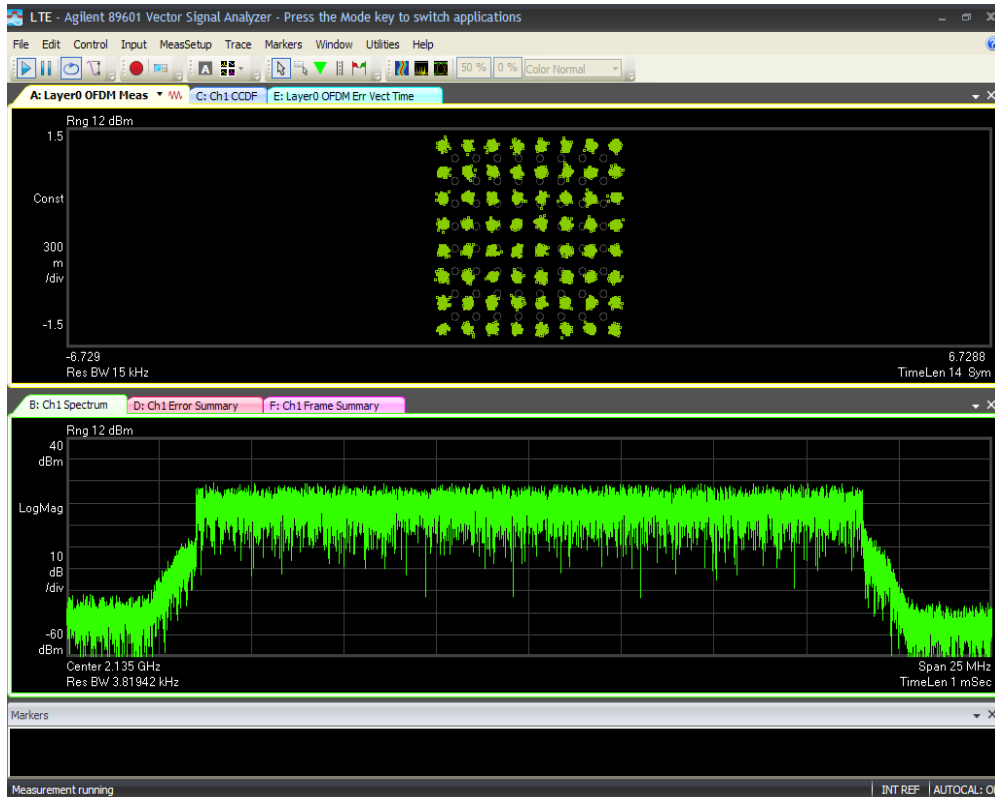 LTE - Agilent 89601 Vector Signal Analyzer - Press the Mode key to switch applications
File Edit Control Input MeasSetup Trace Markers Window Utilities Help
A 50 % 0 % Color Normal
A: Layer0 OFDM Meas C: Ch1 CCDF E: Layer0 OFDM Err Vect Time
Rng 12 dBm
1.5
Const
300
m
/div
-1.5
-6.729 6.7288
Res BW 15 kHz TimeLen 14 Sym
B: Ch1 Spectrum D: Ch1 Error Summary F: Ch1 Frame Summary
Rng 12 dBm
40
dBm
LogMag
10
dB
/div
-60
dBm
Center 2.135 GHz Span 25 MHz
Res BW 3.81942 kHz TimeLen 1 mSec
Markers
Measurement running INT REF AUTOCAL: O